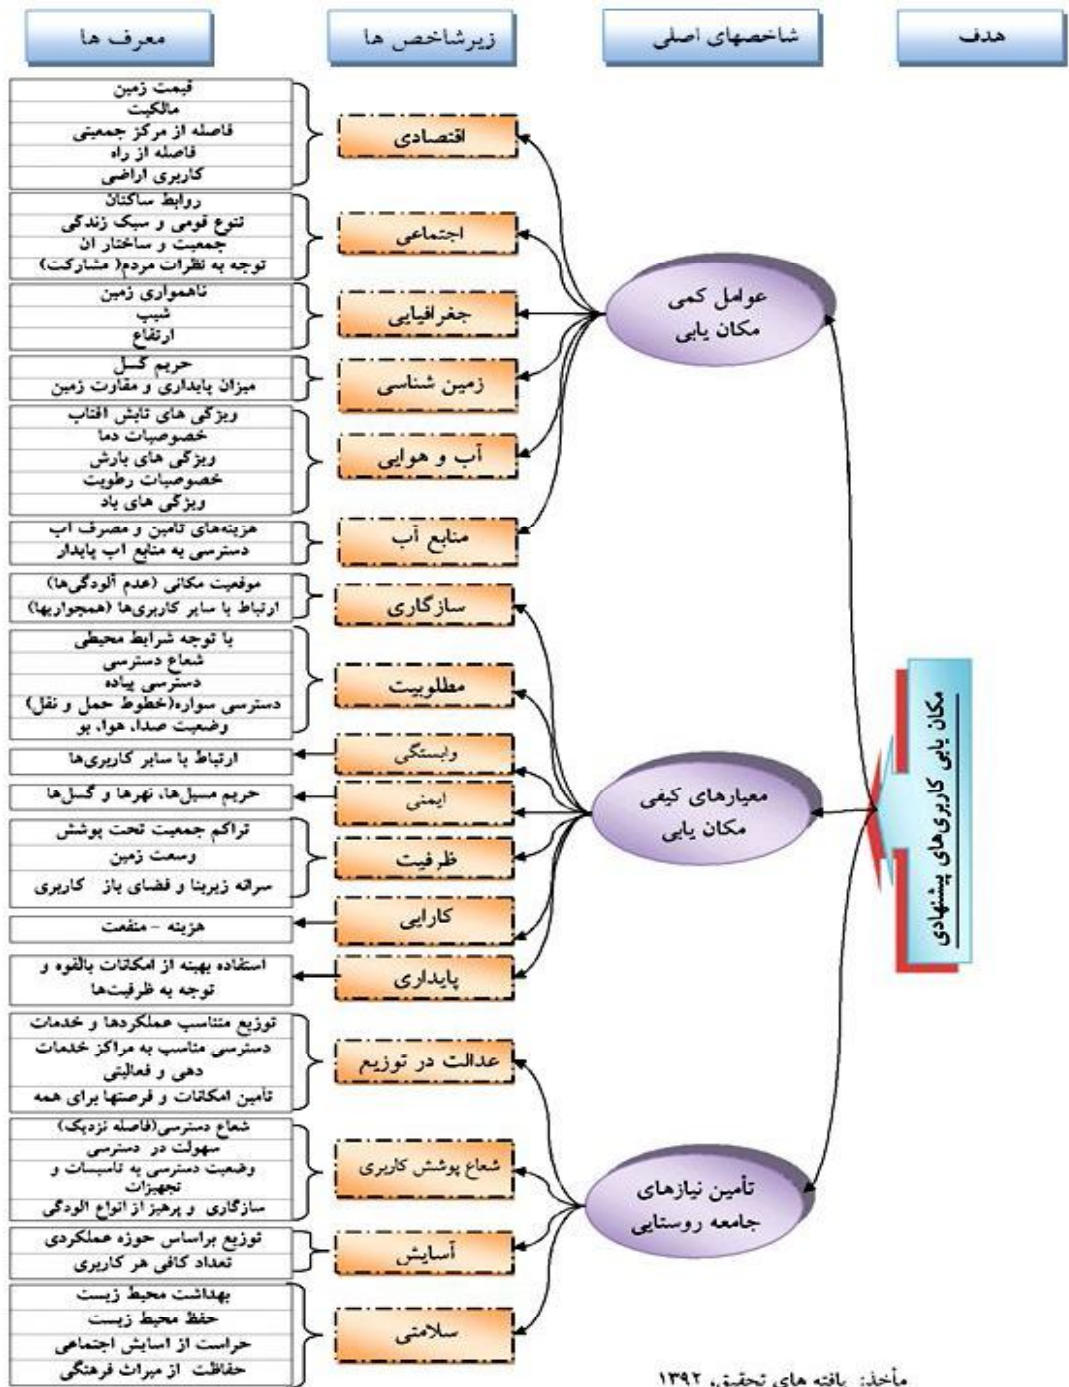 هدف
شاخصهای اصلی
زیرشاخص ها
معرف ها
مکان یابی کاربری‌های پیشنهادی
عوامل کمی
مکان یابی
اقتصادی
قیمت زمین
مالکیت
فاصله از مرکز جمعیتی
فاصله از راه
کاربری اراضی
اجتماعی
روابط ساکنان
تنوع قومی و سبک زندگی
جمعیت و ساختار ان
توجه به نظرات مردم( مشارکت)
جغرافیایی
ناهمواری زمین
شیب
ارتفاع
زمین شناسی
حریم گسل
میزان پایداری و مقارت زمین
آب و هوایی
ویژگی های تابش افتاب
خصوصیات دما
ویژگی های بارش
خصوصیات رطوبت
ویژگی های باد
منابع آب
هزینه‌های تامین و مصرف اب
دسترسی به منابع اب پایدار
معیارهای کیفی
مکان یابی
سازگاری
موقعیت مکانی (عدم آلودگی‌ها)
ارتباط با سایر کاربری‌ها (همجواریها)
مطلوبیت
با توجه شرایط محیطی
شعاع دسترسی
دسترسی پیاده
دسترسی سواره(خطوط حمل و نقل)
وضعیت صدا، هوا، بو
وابستگی
ارتباط با سایر کاربری‌ها
ایمنی
حریم مسیل‌ها، نهرها و گسل‌ها
ظرفیت
تراکم جمعیت تحت پوشش
وسعت زمین
سرانه زیربنا و فضای باز کاربری
کارایی
هزینه - منفعت
پایداری
استفاده بهینه از امکانات بالقوه و
توجه به ظرفیت‌ها
تأمین نیازهای
جامعه روستایی
عدالت در توزیع
توزیع متناسب عملکردها و خدمات
دسترسی مناسب به مراکز خدمات
دهی و فعالیتی
تأمین امکانات و فرصتها برای همه
شعاع پوشش کاربری
شعاع دسترسی(فاصله نزدیک)
سهولت در دسترسی
وضعیت دسترسی به تاسیسات و
تجهیزات
سازگاری و پرهیز از انواع الودگی
آسایش
توزیع براساس حوزه عملکردی
تعداد کافی هر کاربری
سلامتی
بهداشت محیط زیست
حفظ محیط زیست
حراست از اسایش اجتماعی
حفاظت از میراث فرهنگی
مأخذ: یافته های تحقیق، ۱۳۹۲